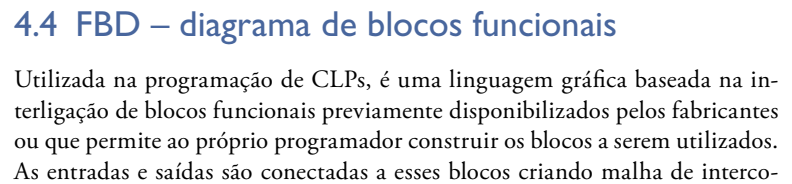 4.4 FBD – diagrama de blocos funcionais
Utilizada na programação de CLPs, é uma linguagem gráfica baseada na in-
terligação de blocos funcionais previamente disponibilizados pelos fabricantes
ou que permite ao próprio programador construir os blocos a serem utilizados.
As entradas e saídas são conectadas a esses blocos criando malha de interco-